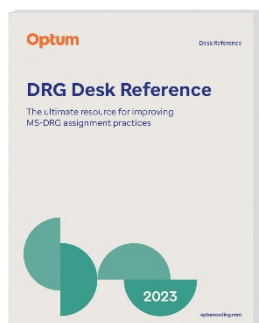 Optum
Desk Reference
DRG Desk Reference
The ultimate resource for improving
MS-DRG assignment practices
2023
optumcoding.com